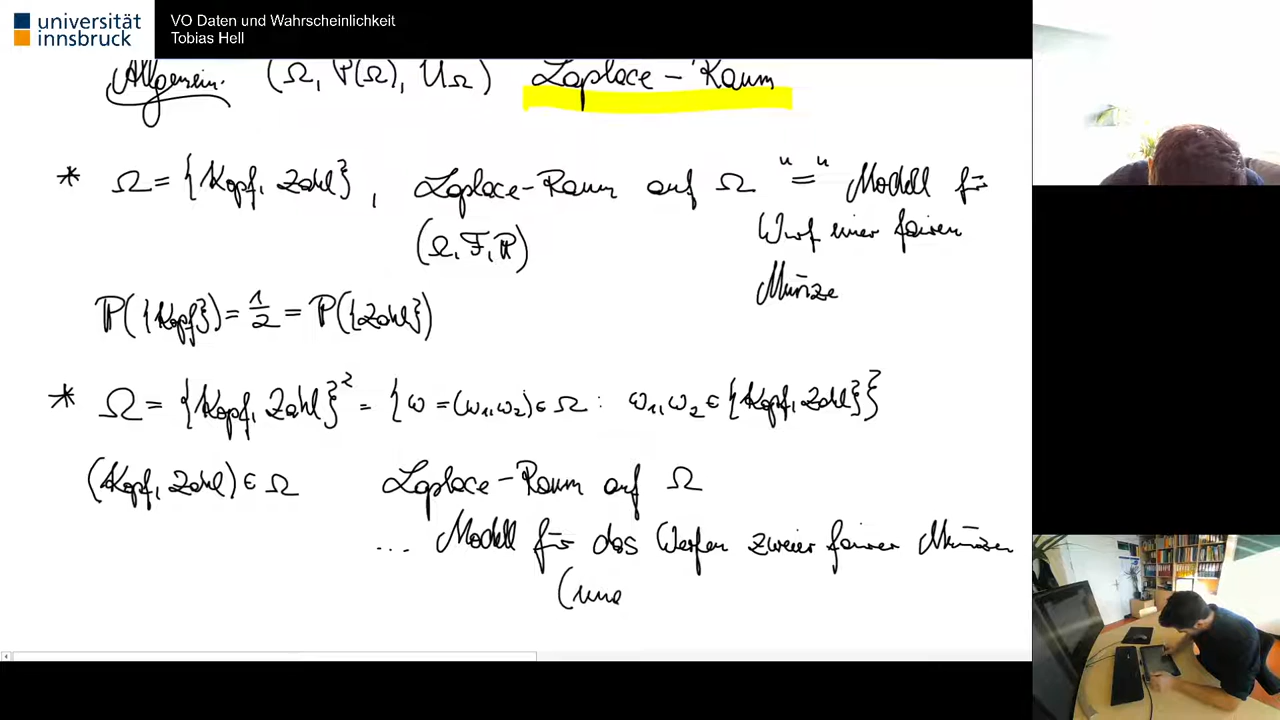 universität
innsbruck
VO Daten und Wahrscheinlichkeit
Tobias Hell
Allgemein: (Ω, P(Ω), U_Ω) Laplace-Raum
* Ω = {Kopf, Zahl}, Laplace-Raum auf Ω "=" Modell für
Wurf einer fairen
(Ω, F, P)
Münze
P({Kopf}) = 1/2 = P({Zahl})
* Ω = {Kopf, Zahl}² = {ω = (ω₁, ω₂) ∈ Ω : ω₁, ω₂ ∈ {Kopf, Zahl}}
(Kopf, Zahl) ∈ Ω Laplace-Raum auf Ω
... Modell für das Werfen zweier fairer Münzen
(une